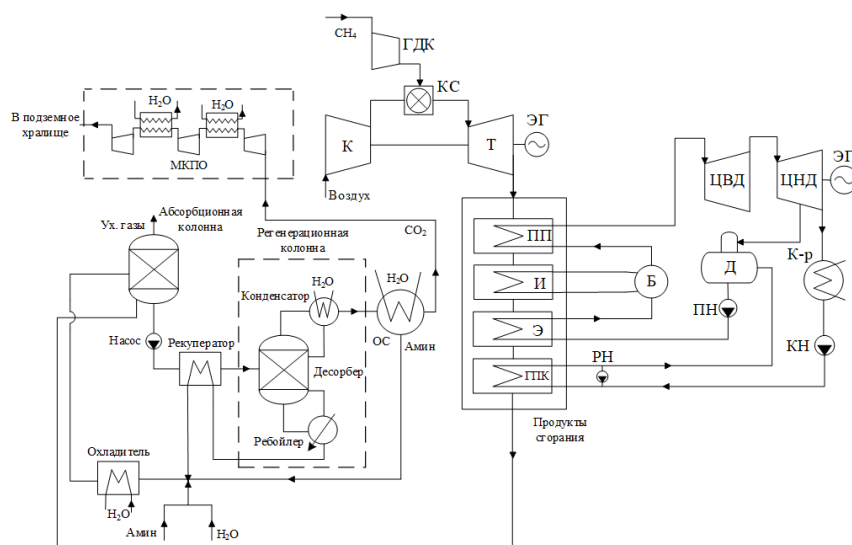 CH₄
ГДК
КС
H₂O
H₂O
В подземное
хралище
МКПО
К
Т
ЭГ
Воздух
ЦВД
ЦНД
ЭГ
Ух. газы
Абсорбционная
колонна
Регенерационная
колонна
CO₂
ПП
И
Э
ГПК
Б
Д
К-р
ПН
КН
РН
H₂O
Конденсатор
H₂O
ОС
Амин
Насос
Рекуператор
Десорбер
Ребойлер
Продукты
сгорания
Охладитель
H₂O
Амин
H₂O